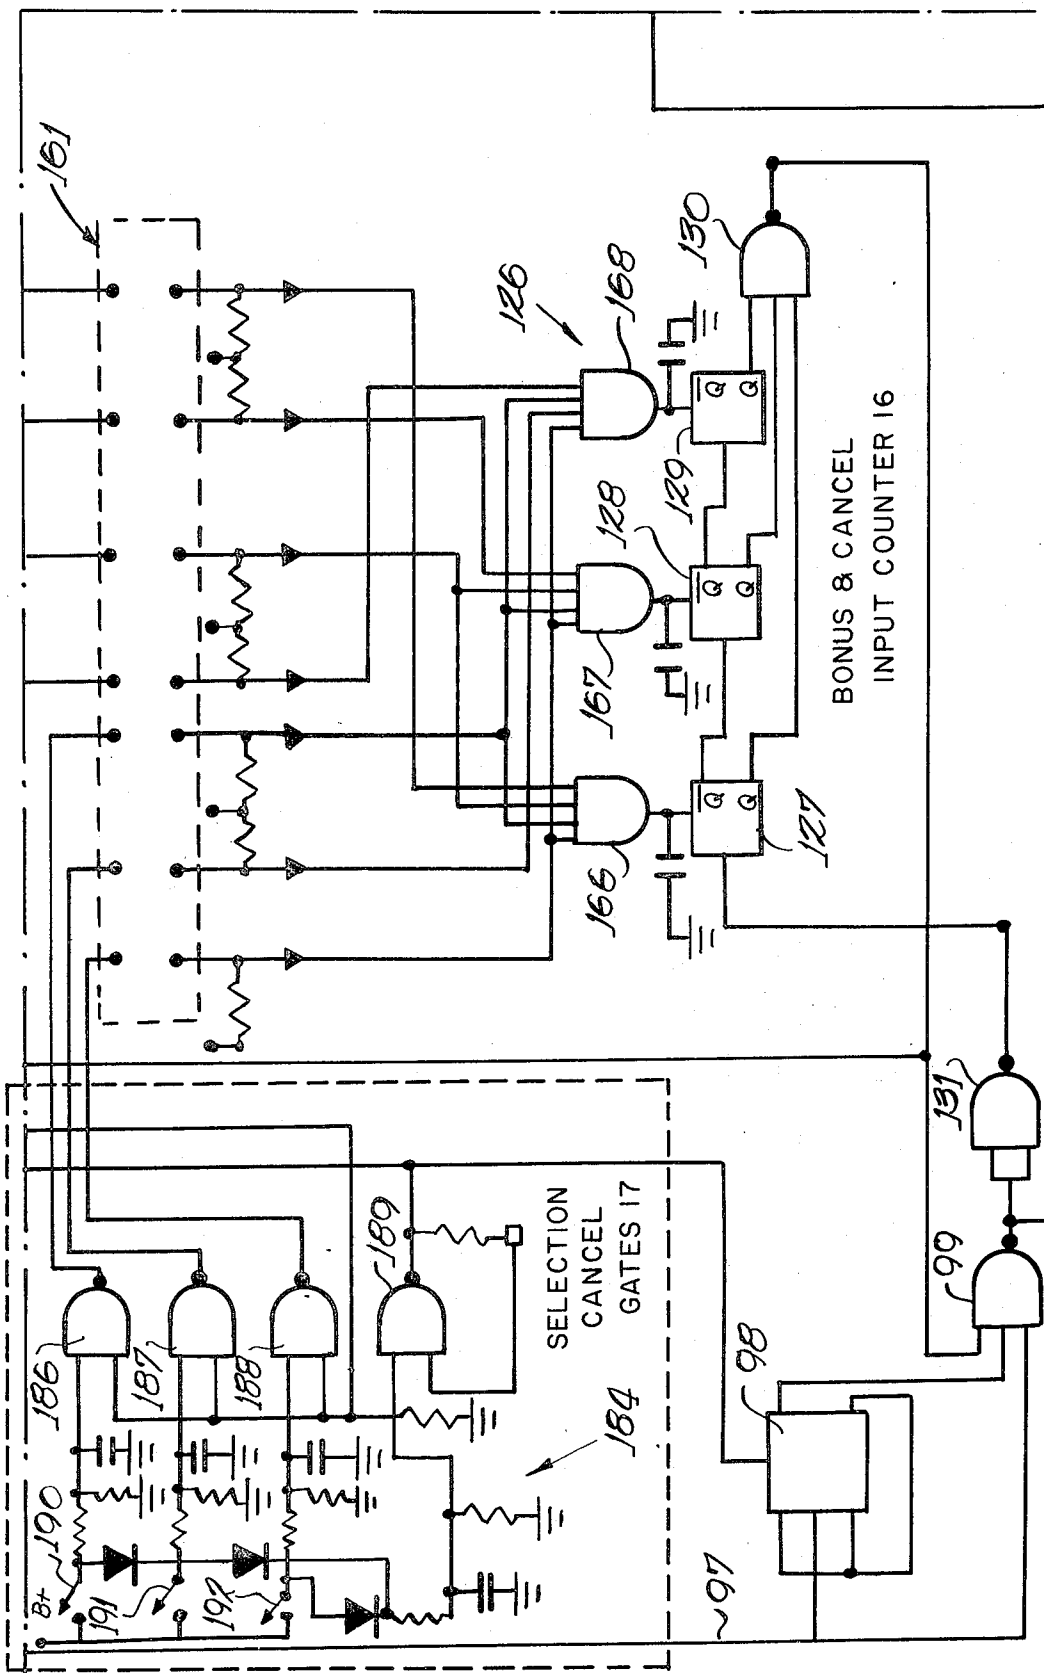 161
126
168
130
Q
Q
129
128
Q
Q
167
BONUS & CANCEL
INPUT COUNTER 16
166
Q
Q
127
131
99
98
97
SELECTION
CANCEL
GATES 17
189
186
187
188
184
190
B+
191
192